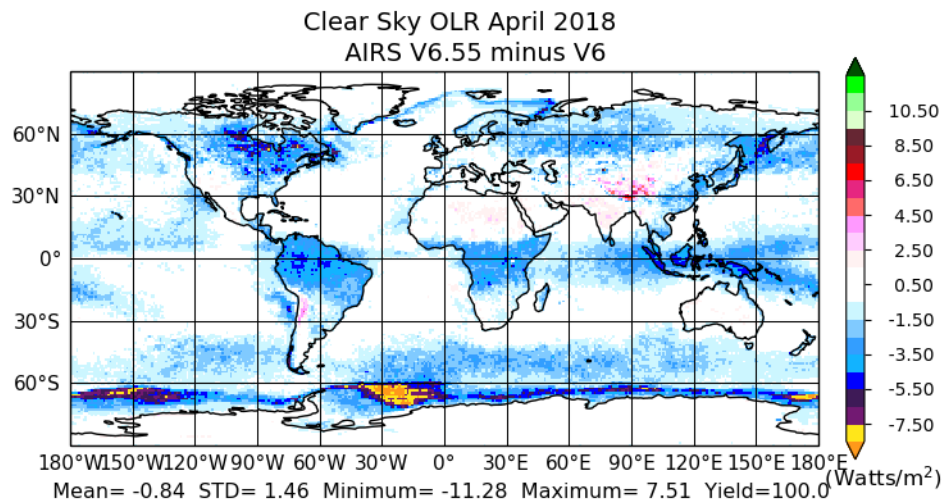 Clear Sky OLR April 2018
AIRS V6.55 minus V6
60°N
30°N
0°
30°S
60°S
180°W150°W120°W90°W 60°W 30°W 0° 30°E 60°E 90°E 120°E 150°E 180°E
10.50
8.50
6.50
4.50
2.50
0.50
-1.50
-3.50
-5.50
-7.50
(Watts/m²)
Mean= -0.84 STD= 1.46 Minimum= -11.28 Maximum= 7.51 Yield=100.0